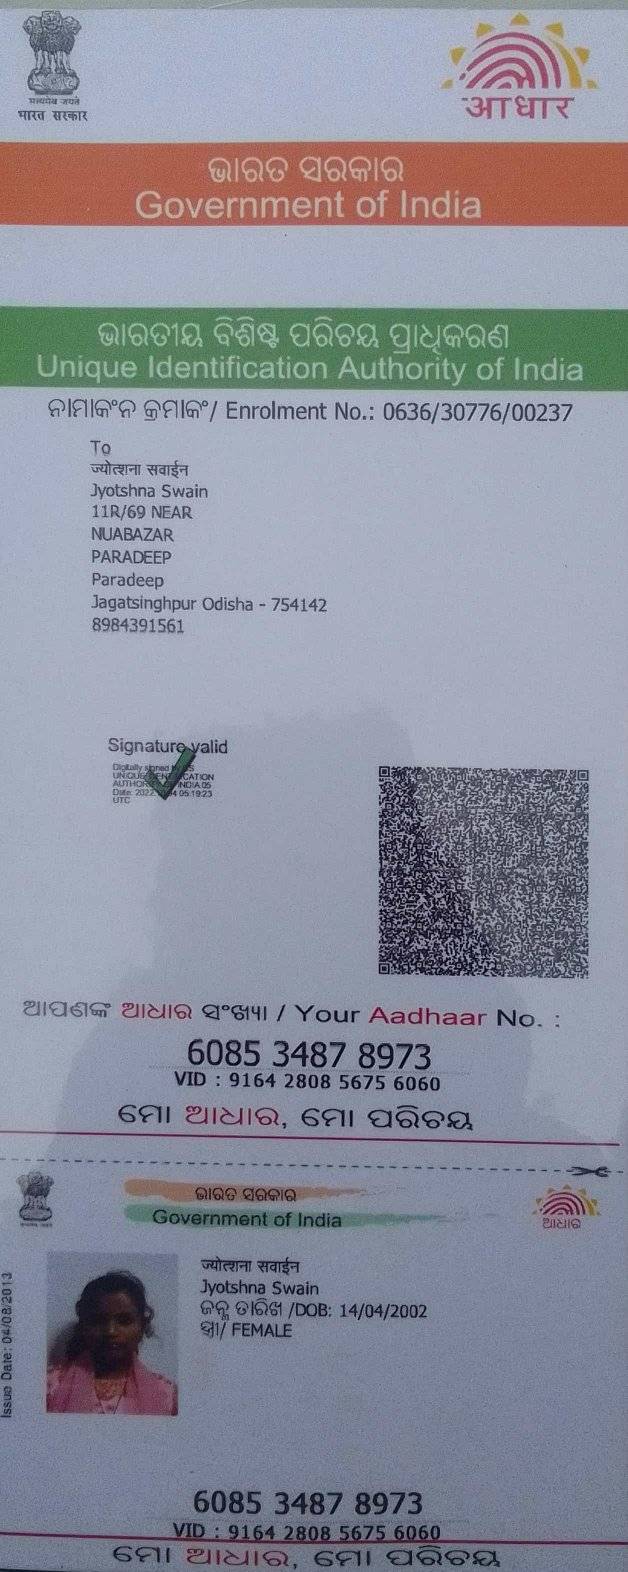 सत्यमेव जयते
भारत सरकार
आधार
ଭାରତ ସରକାର
Government of India
ଭାରତୀୟ ବିଶିଷ୍ଟ ପରିଚୟ ପ୍ରାଧିକରଣ
Unique Identification Authority of India
ନାମାକଂନ କ୍ରମାକଂ/ Enrolment No.: 0636/30776/00237
To
ज्योत्शना सवाईन
Jyotshna Swain
11R/69 NEAR
NUABAZAR
PARADEEP
Paradeep
Jagatsinghpur Odisha - 754142
8984391561
Signature valid
Digitally signed by DS
UNIQUE IDENTIFICATION
AUTHORITY OF INDIA 05
Date: 2022 05:19:23
UTC
ଆପଣଙ୍କ ଆଧାର ସଂଖ୍ୟା / Your Aadhaar No. :
6085 3487 8973
VID : 9164 2808 5675 6060
ମୋ ଆଧାର, ମୋ ପରିଚୟ
ଭାରତ ସରକାର
Government of India
ଆଧାର
Issue Date: 04/08/2013
ज्योत्शना सवाईन
Jyotshna Swain
ଜନ୍ମ ତାରିଖ /DOB: 14/04/2002
ସ୍ତ୍ରୀ/ FEMALE
6085 3487 8973
VID : 9164 2808 5675 6060
ମୋ ଆଧାର, ମୋ ପରିଚୟ